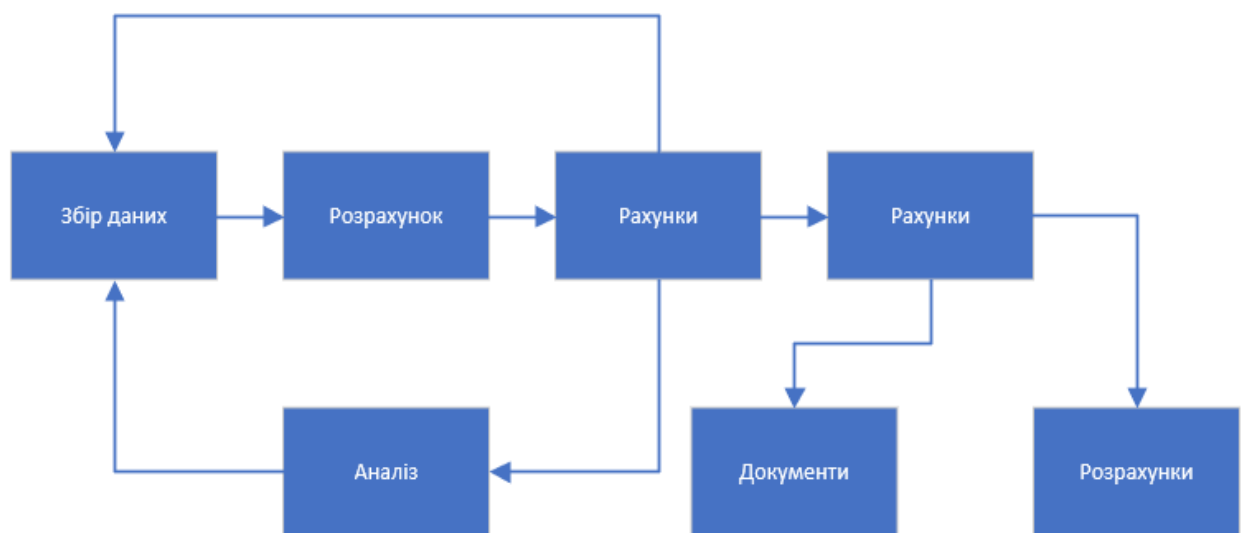 Збір даних
Розрахунок
Рахунки
Рахунки
Аналіз
Документи
Розрахунки